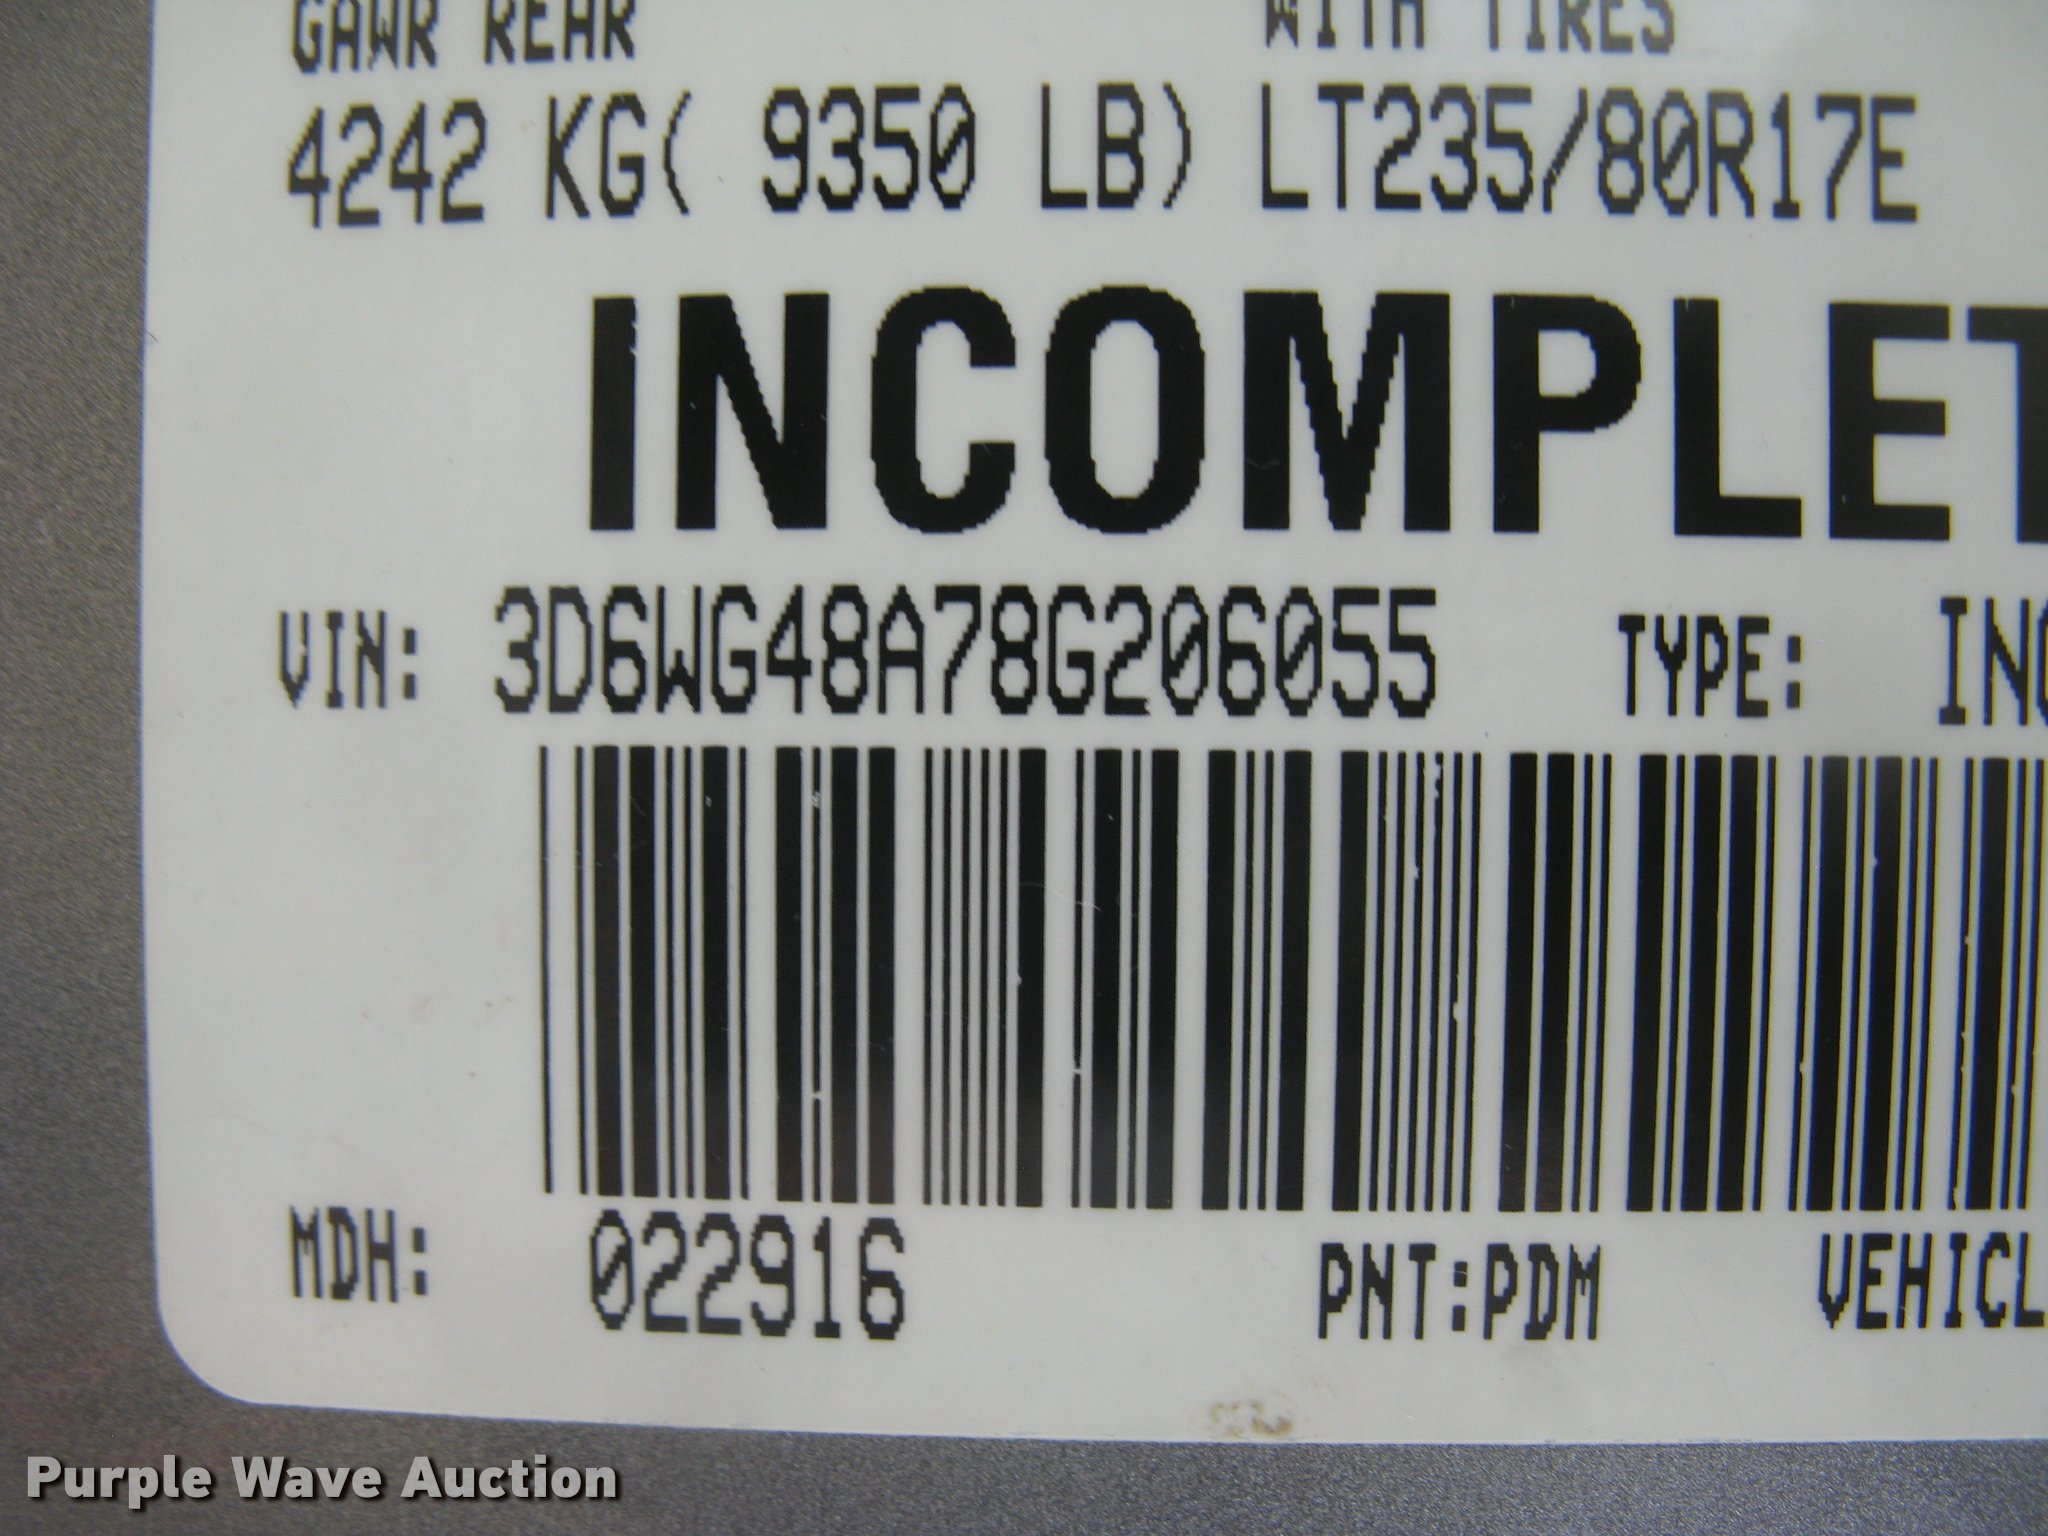 GAWR REAR WITH TIRES
4242 KG( 9350 LB) LT235/80R17E
INCOMPLET
VIN: 3D6WG48A78G206055 TYPE: INC
MDH: 022916 PNT:PDM VEHICL
Purple Wave Auction